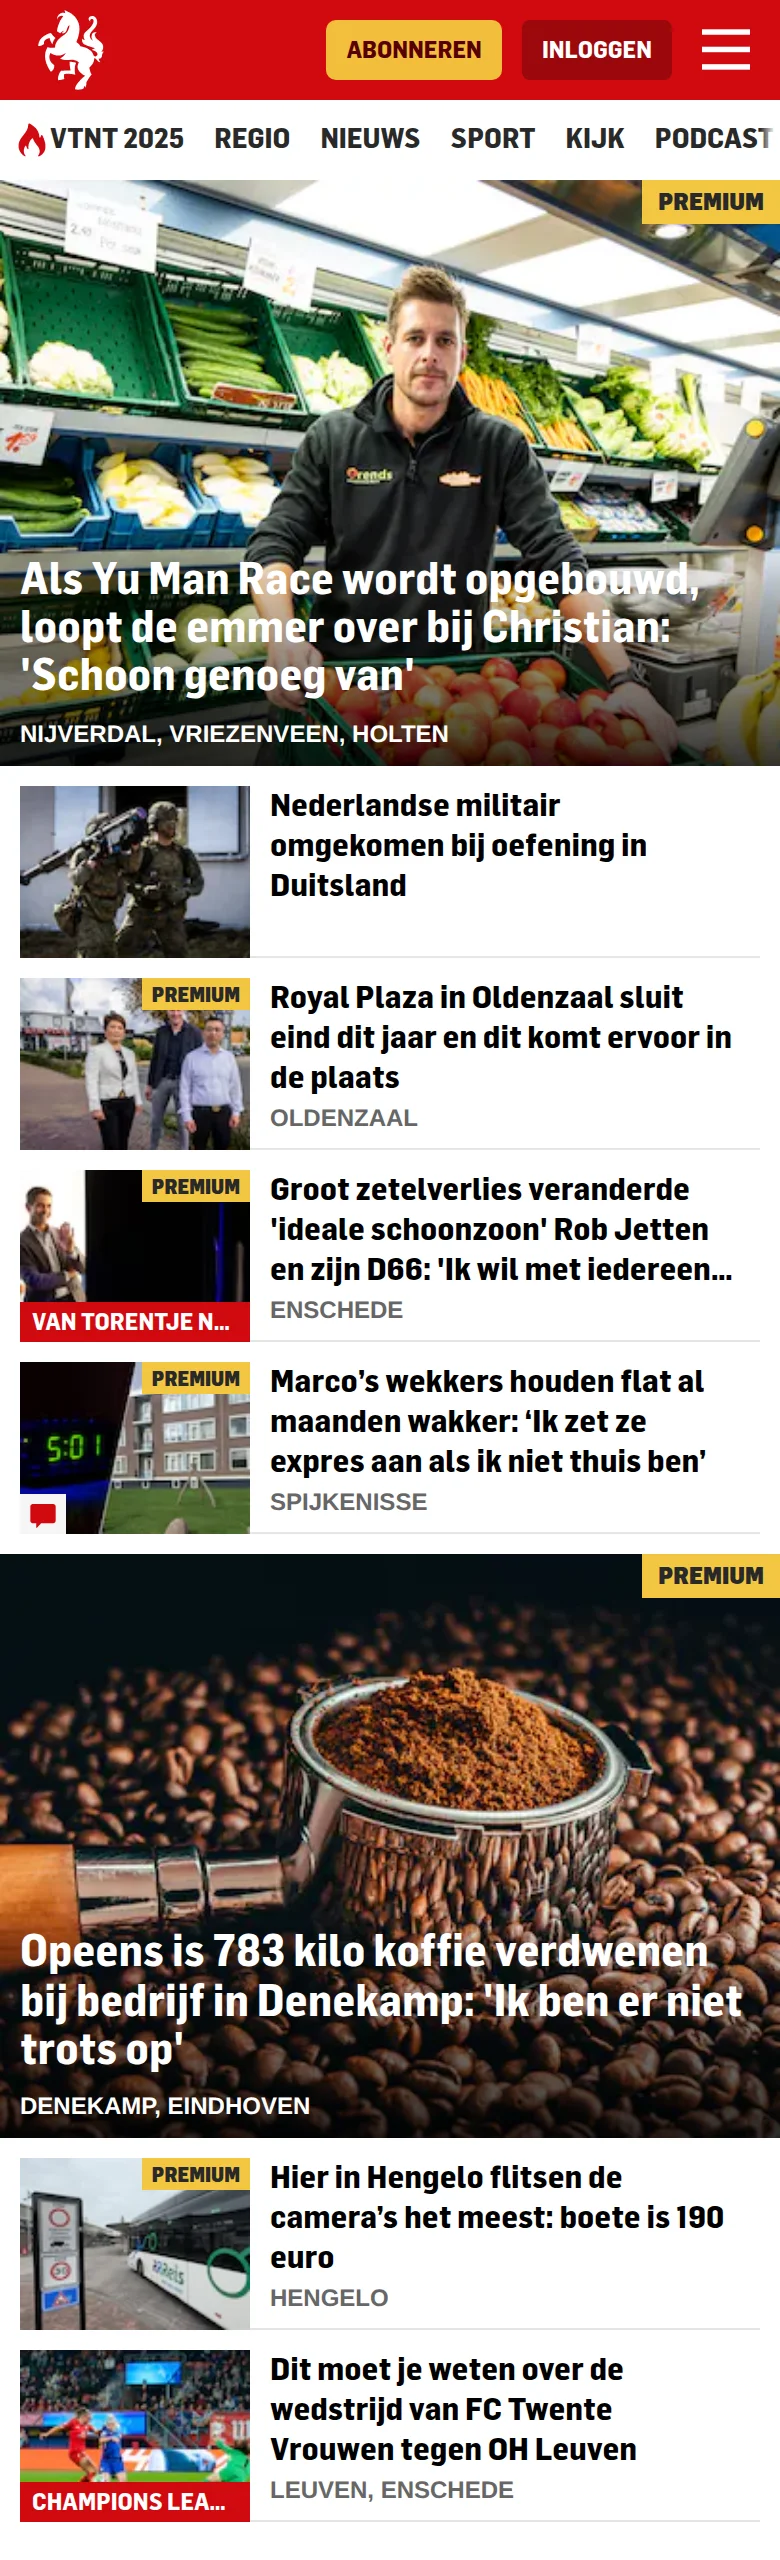 ABONNEREN
INLOGGEN
VTNT 2025
REGIO
NIEUWS
SPORT
KIJK
PODCAST
PREMIUM
Per
Orends
Als Yu Man Race wordt opgebouwd,
loopt de emmer over bij Christian:
'Schoon genoeg van'
NIJVERDAL, VRIEZENVEEN, HOLTEN
Nederlandse militair
omgekomen bij oefening in
Duitsland
PREMIUM
Royal Plaza in Oldenzaal sluit
eind dit jaar en dit komt ervoor in
de plaats
OLDENZAAL
PREMIUM
VAN TORENTJE N...
Groot zetelverlies veranderde
'ideale schoonzoon' Rob Jetten
en zijn D66: 'Ik wil met iedereen...
ENSCHEDE
PREMIUM
5:01
Marco’s wekkers houden flat al
maanden wakker: ‘Ik zet ze
expres aan als ik niet thuis ben’
SPIJKENISSE
PREMIUM
Opeens is 783 kilo koffie verdwenen
bij bedrijf in Denekamp: 'Ik ben er niet
trots op'
DENEKAMP, EINDHOVEN
PREMIUM
Hier in Hengelo flitsen de
camera’s het meest: boete is 190
euro
HENGELO
CHAMPIONS LEA...
Dit moet je weten over de
wedstrijd van FC Twente
Vrouwen tegen OH Leuven
LEUVEN, ENSCHEDE